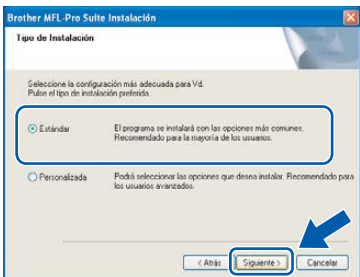 Brother MFL-Pro Suite Instalación
Tipo de Instalación
Seleccione la configuración más adecuada para Vd.
Pulse el tipo de instalación preferida.
Estándar
El programa se instalará con las opciones más comunes.
Recomendado para la mayoría de los usuarios.
Personalizada
Podrá seleccionar las opciones que desea instalar. Recomendado para
los usuarios avanzados.
< Atrás
Siguiente >
Cancelar